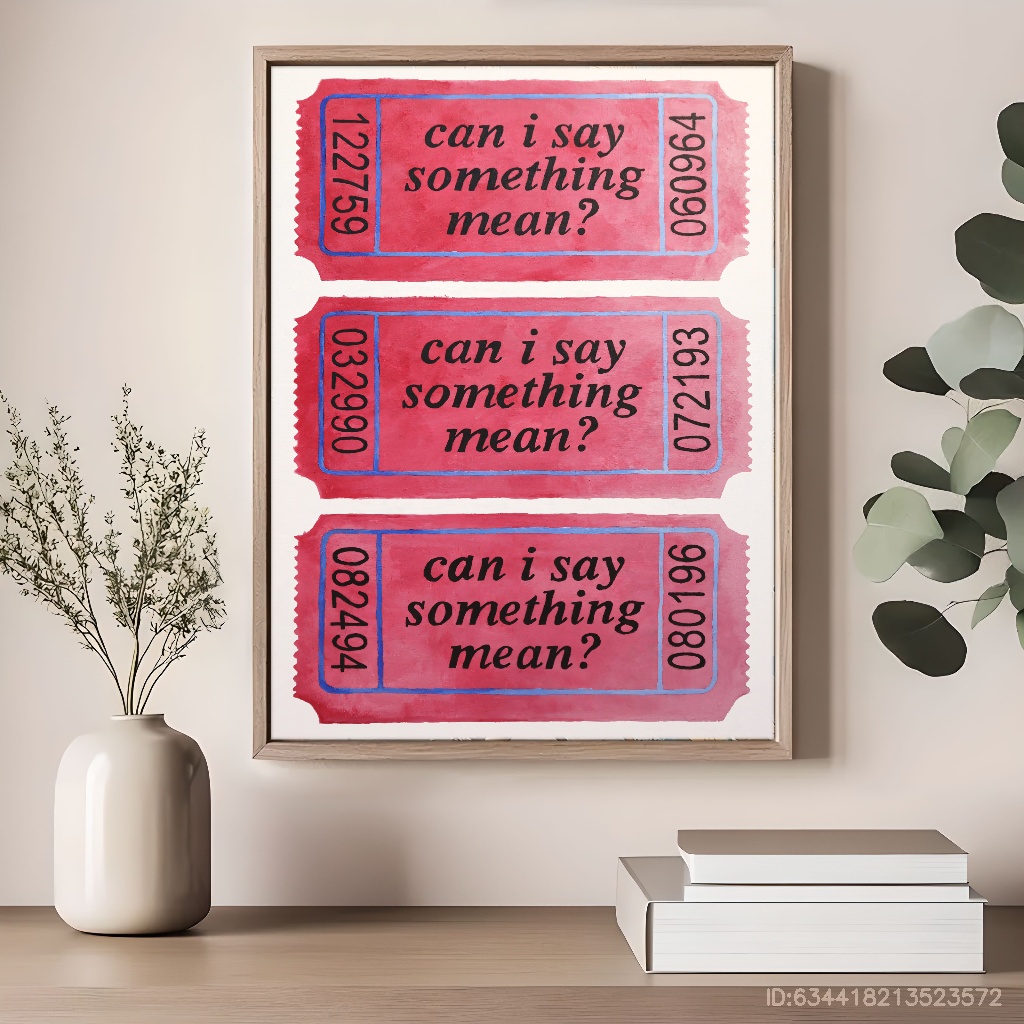 122759
can i say
something
mean?
060964
032990
can i say
something
mean?
072193
082494
can i say
something
mean?
080196
ID:634418213523572